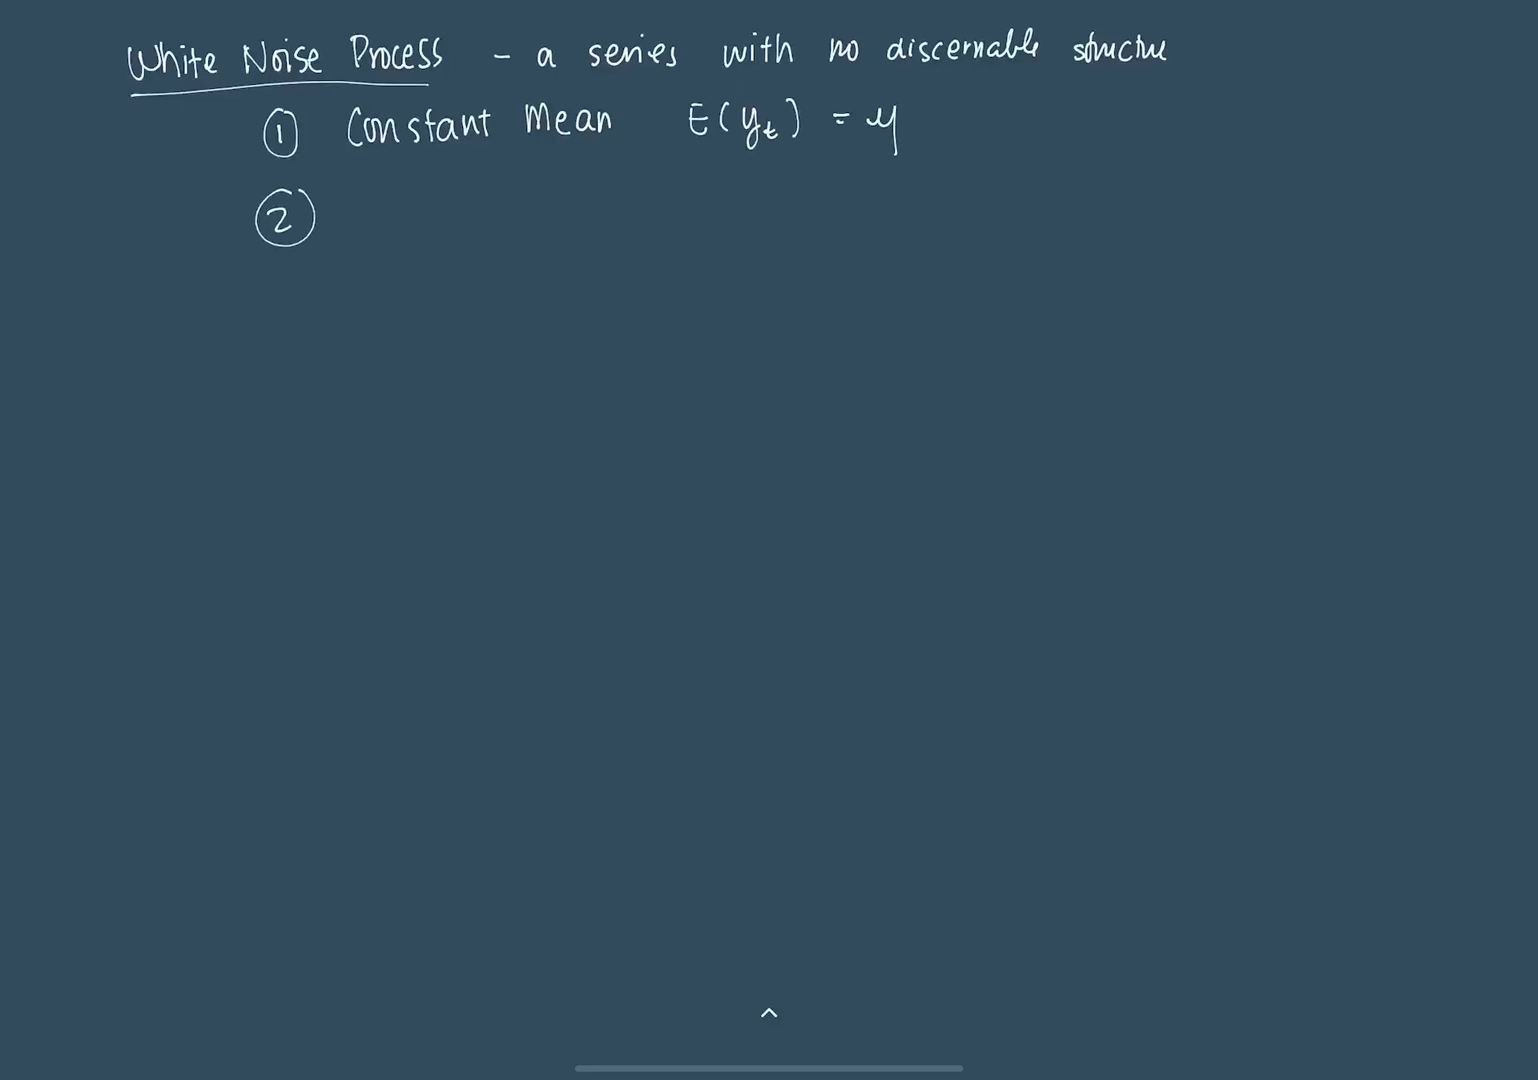 White Noise Process - a series with no discernable structure
① Constant Mean E(yₜ) = μ
②